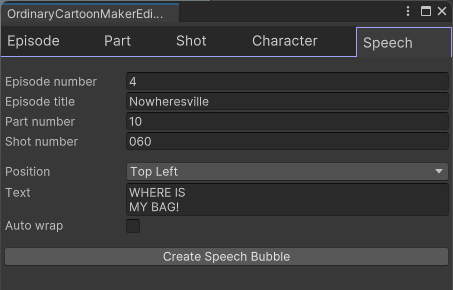 OrdinaryCartoonMakerEdi...
Episode Part Shot Character Speech
Episode number 4
Episode title Nowheresville
Part number 10
Shot number 060
Position Top Left
Text WHERE IS
MY BAG!
Auto wrap
Create Speech Bubble